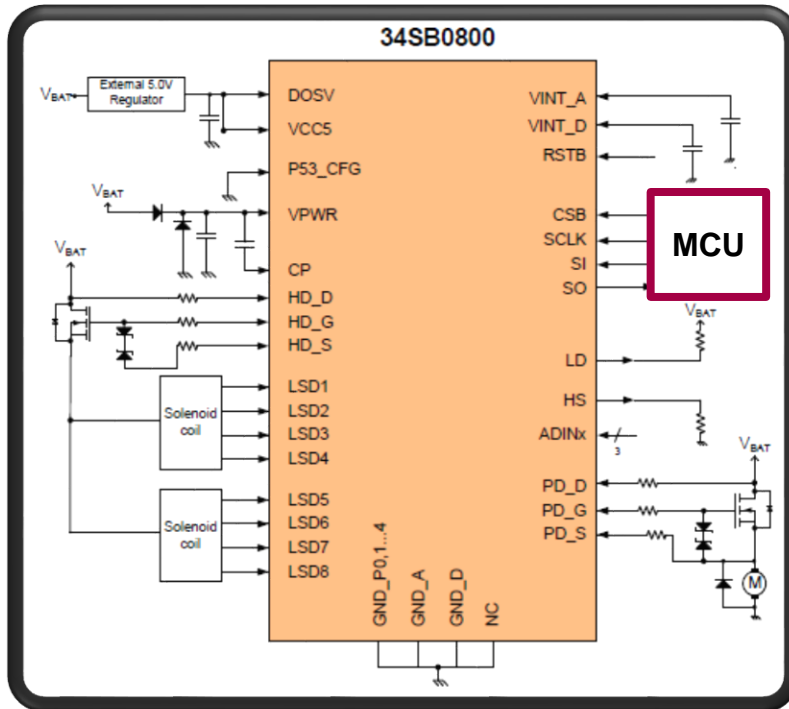 34SB0800
VBAT
External 5.0V
Regulator
DOSV
VCC5
P53_CFG
VBAT
VPWR
CP
VBAT
HD_D
HD_G
HD_S
Solenoid
coil
LSD1
LSD2
LSD3
LSD4
Solenoid
coil
LSD5
LSD6
LSD7
LSD8
GND_P0,1...4
GND_A
GND_D
NC
VINT_A
VINT_D
RSTB
CSB
SCLK
SI
SO
MCU
VBAT
LD
HS
ADINx
3
VBAT
PD_D
PD_G
PD_S
M